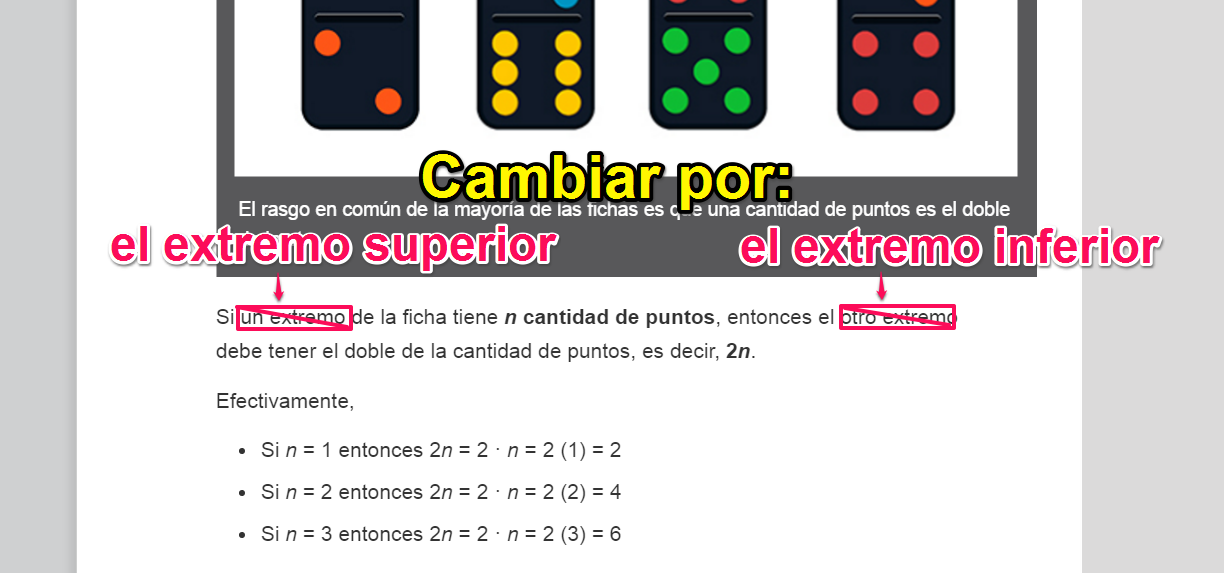 Cambiar por:
El rasgo en común de la mayoría de las fichas es que una cantidad de puntos es el doble
el extremo superior
el extremo inferior
Si un extremo de la ficha tiene n cantidad de puntos, entonces el otro extremo
debe tener el doble de la cantidad de puntos, es decir, 2n.
Efectivamente,
• Si n = 1 entonces 2n = 2 · n = 2 (1) = 2
• Si n = 2 entonces 2n = 2 · n = 2 (2) = 4
• Si n = 3 entonces 2n = 2 · n = 2 (3) = 6